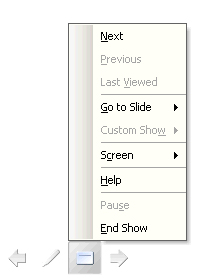 Next
Previous
Last Viewed
Go to Slide
Custom Show
Screen
Help
Pause
End Show